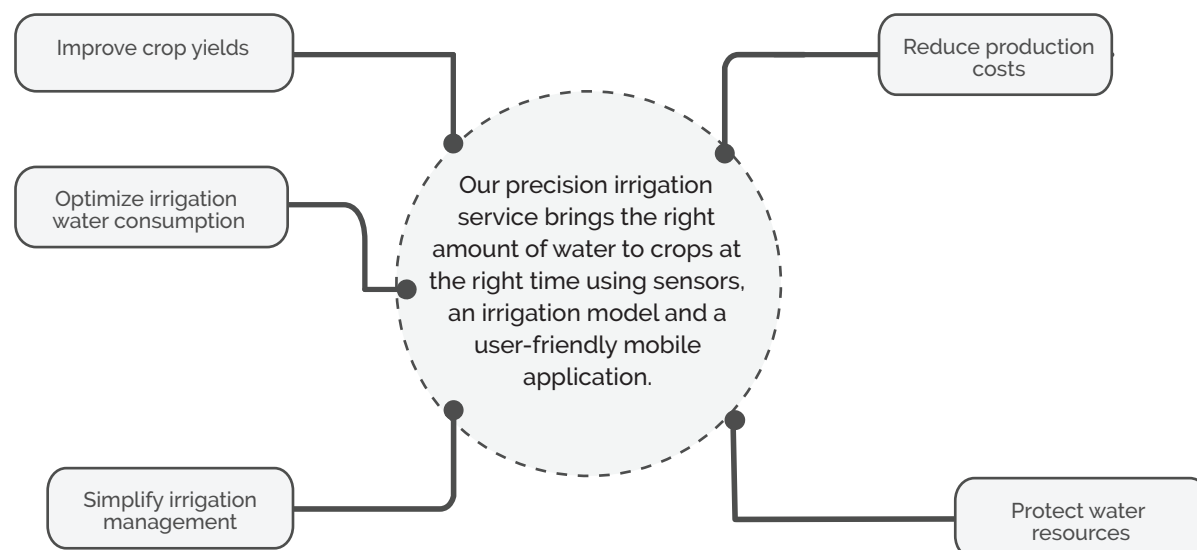 Improve crop yields
Reduce production
costs
Optimize irrigation
water consumption
Our precision irrigation
service brings the right
amount of water to crops at
the right time using sensors,
an irrigation model and a
user-friendly mobile
application.
Simplify irrigation
management
Protect water
resources